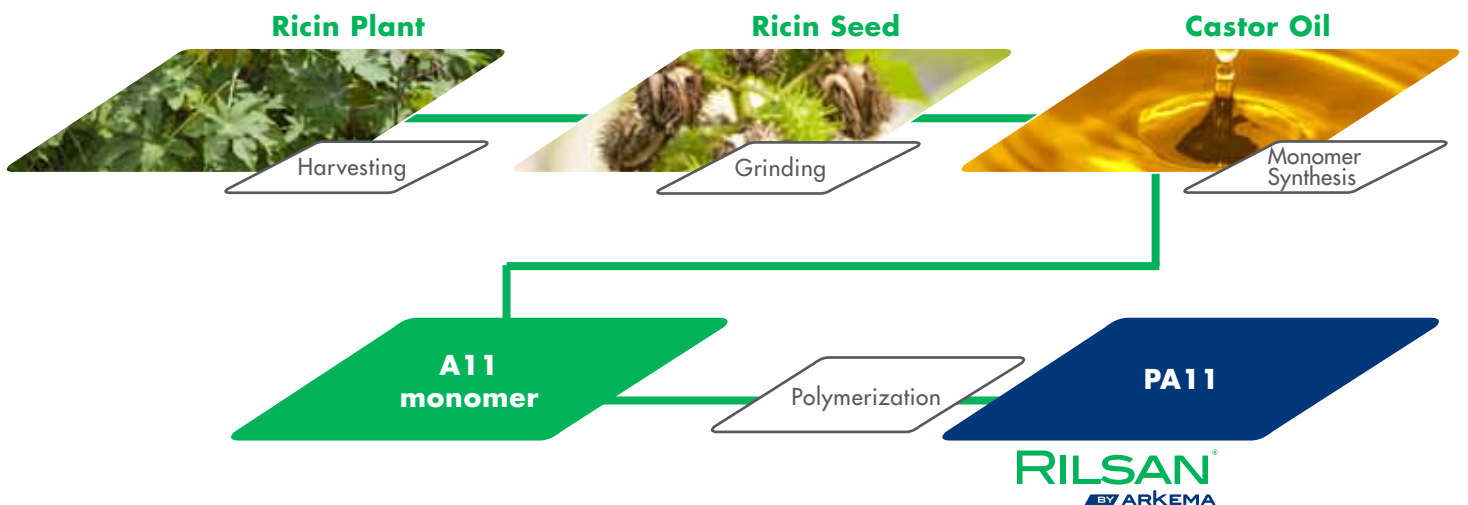 Ricin Plant
Ricin Seed
Castor Oil
Harvesting
Grinding
Monomer
Synthesis
A11
monomer
Polymerization
PA11
RILSAN®
BY ARKEMA